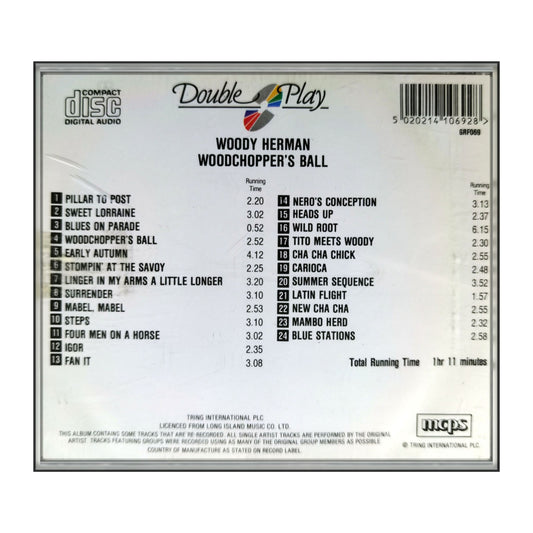 COMPACT
disc
DIGITAL AUDIO
Double Play
5 020214 106928 >
GRF069
WOODY HERMAN
WOODCHOPPER'S BALL
Running
Time
1 PILLAR TO POST 2.20
2 SWEET LORRAINE 3.02
3 BLUES ON PARADE 0.52
4 WOODCHOPPER'S BALL 2.52
5 EARLY AUTUMN 4.12
6 STOMPIN' AT THE SAVOY 2.25
7 LINGER IN MY ARMS A LITTLE LONGER 3.20
8 SURRENDER 3.10
9 MABEL, MABEL 2.53
10 STEPS 3.10
11 FOUR MEN ON A HORSE 3.02
12 IGOR 2.35
13 FAN IT 3.08
Running
Time
14 NERO'S CONCEPTION 3.13
15 HEADS UP 2.37
16 WILD ROOT 6.15
17 TITO MEETS WOODY 2.30
18 CHA CHA CHICK 2.55
19 CARIOCA 2.48
20 SUMMER SEQUENCE 3.52
21 LATIN FLIGHT 1.57
22 NEW CHA CHA 2.55
23 MAMBO HERD 2.32
24 BLUE STATIONS 2.58
Total Running Time 1hr 11 minutes
TRING INTERNATIONAL PLC
LICENCED FROM LONG ISLAND MUSIC CO. LTD.
THIS ALBUM CONTAINS SOME TRACKS THAT ARE RE-RECORDED. ALL SINGLE ARTIST TRACKS ARE PERFORMED BY THE ORIGINAL
ARTIST. TRACKS FEATURING GROUPS WERE RECORDED USING AS MANY OF THE ORIGINAL GROUP MEMBERS AS POSSIBLE
COUNTRY OF MANUFACTURE AS STATED ON RECORD LABEL
mcps
© TRING INTERNATIONAL PLC.